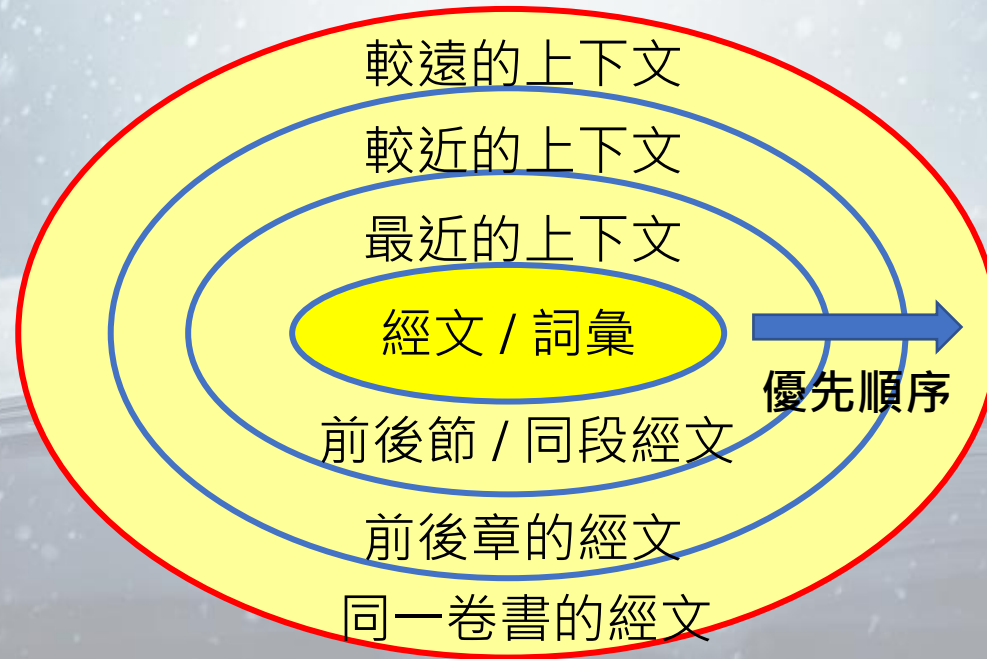 較遠的上下文
較近的上下文
最近的上下文
經文 / 詞彙
優先順序
前後節 / 同段經文
前後章的經文
同一卷書的經文